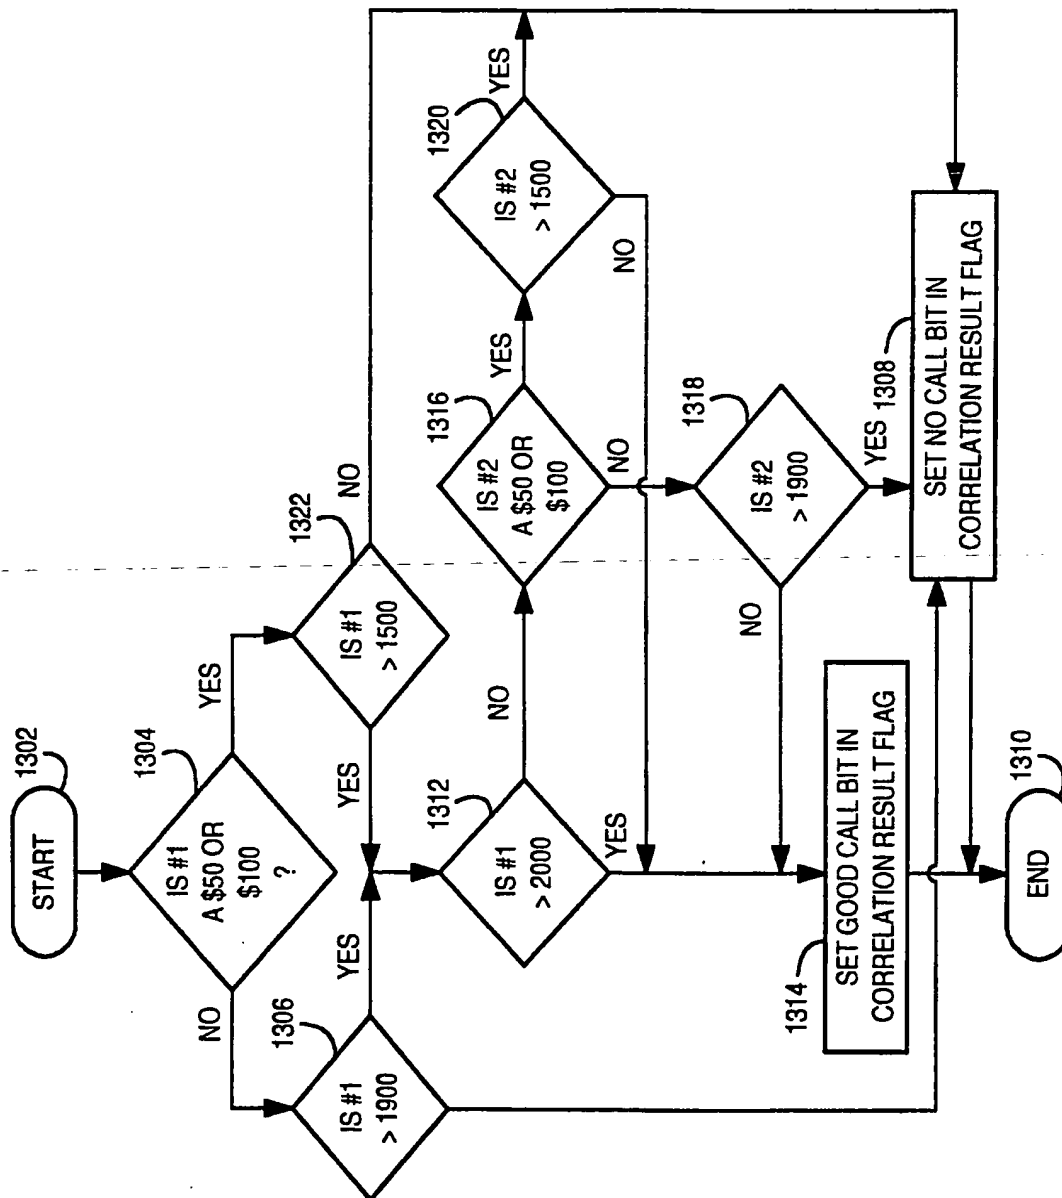 1302
START
1304
IS #1
A $50 OR
$100
?
NO
YES
1306
IS #1
> 1900
YES
1322
IS #1
> 1500
YES
NO
1312
IS #1
> 2000
NO
YES
1316
IS #2
A $50 OR
$100
YES
NO
1320
IS #2
> 1500
YES
NO
1318
IS #2
> 1900
NO
YES
1308
SET NO CALL BIT IN
CORRELATION RESULT FLAG
1314
SET GOOD CALL BIT IN
CORRELATION RESULT FLAG
1310
END